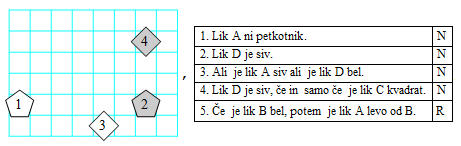 4
1
2
3
,
1. Lik A ni petkotnik. N
2. Lik D je siv. N
3. Ali je lik A siv ali je lik D bel. N
4. Lik D je siv, če in samo če je lik C kvadrat. N
5. Če je lik B bel, potem je lik A levo od B. R